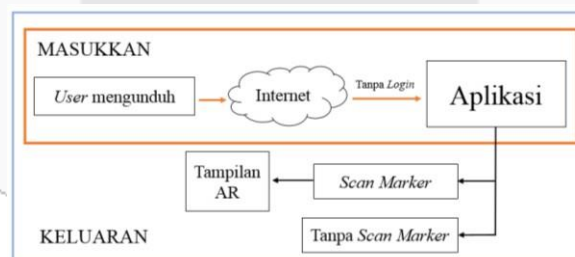 MASUKKAN
User mengunduh
Internet
Tanpa Login
Aplikasi
Tampilan
AR
Scan Marker
Tanpa Scan Marker
KELUARAN